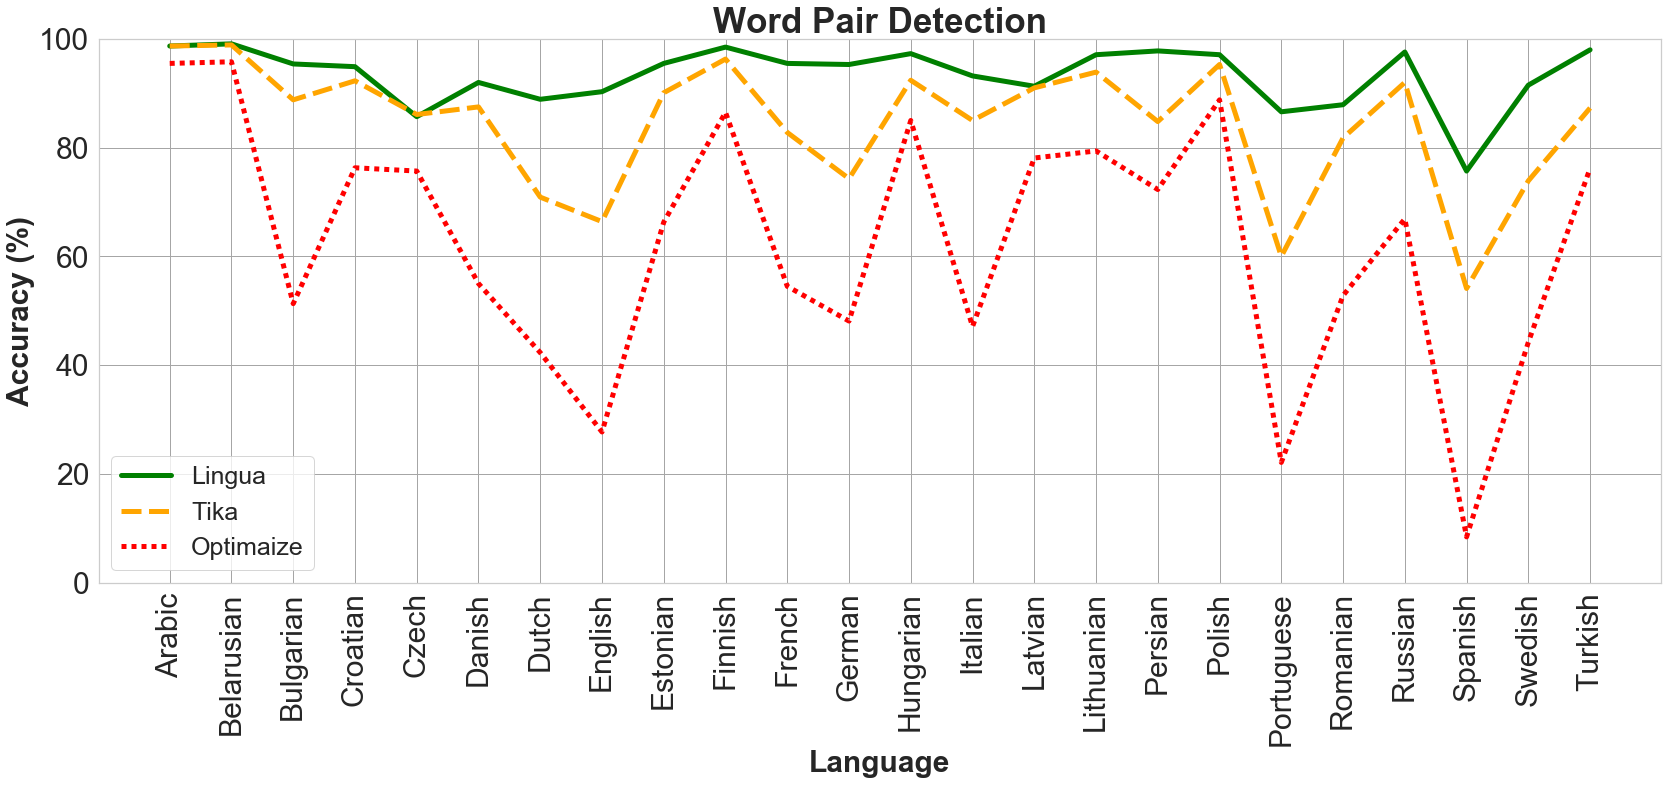 Word Pair Detection
Accuracy (%)
100
80
60
40
20
0
Lingua
Tika
Optimaize
Arabic
Belarusian
Bulgarian
Croatian
Czech
Danish
Dutch
English
Estonian
Finnish
French
German
Hungarian
Italian
Latvian
Lithuanian
Persian
Polish
Portuguese
Romanian
Russian
Spanish
Swedish
Turkish
Language